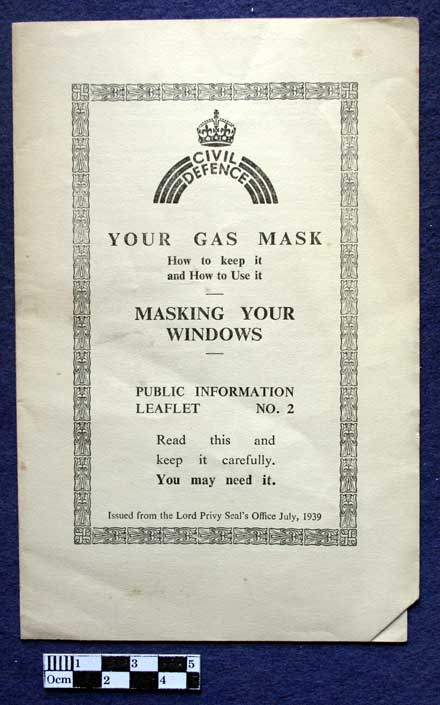 CIVIL
DEFENCE
YOUR GAS MASK
How to keep it
and How to Use it
MASKING YOUR
WINDOWS
PUBLIC INFORMATION
LEAFLET NO. 2
Read this and
keep it carefully.
You may need it.
Issued from the Lord Privy Seal's Office July, 1939
1 3 5
0cm 2 4